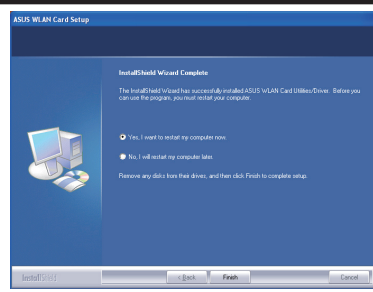 ASUS WLAN Card Setup
InstallShield Wizard Complete
The InstallShield Wizard has successfully installed ASUS WLAN Card Utilities/Driver. Before you
can use the program, you must restart your computer.
Yes, I want to restart my computer now.
No, I will restart my computer later.
Remove any disks from their drives, and then click Finish to complete setup.
InstallShield
< Back
Finish
Cancel